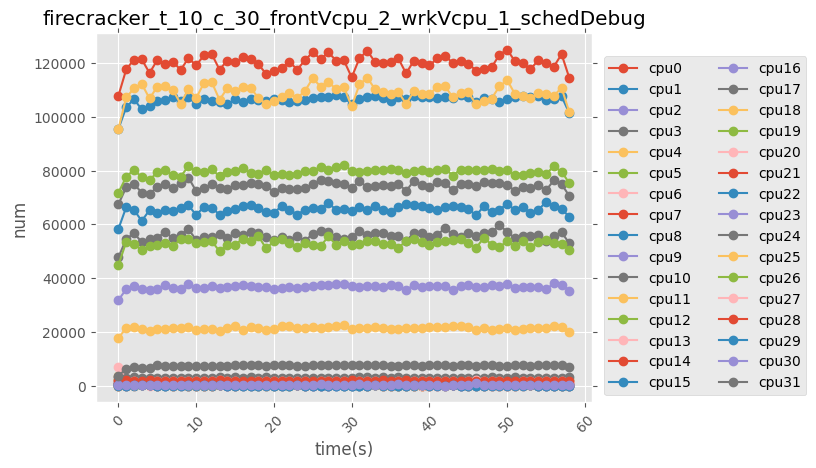 firecracker_t_10_c_30_frontVcpu_2_wrkVcpu_1_schedDebug
120000
100000
80000
60000
40000
20000
0
num
0
10
20
30
40
50
60
time(s)
cpu0
cpu1
cpu2
cpu3
cpu4
cpu5
cpu6
cpu7
cpu8
cpu9
cpu10
cpu11
cpu12
cpu13
cpu14
cpu15
cpu16
cpu17
cpu18
cpu19
cpu20
cpu21
cpu22
cpu23
cpu24
cpu25
cpu26
cpu27
cpu28
cpu29
cpu30
cpu31